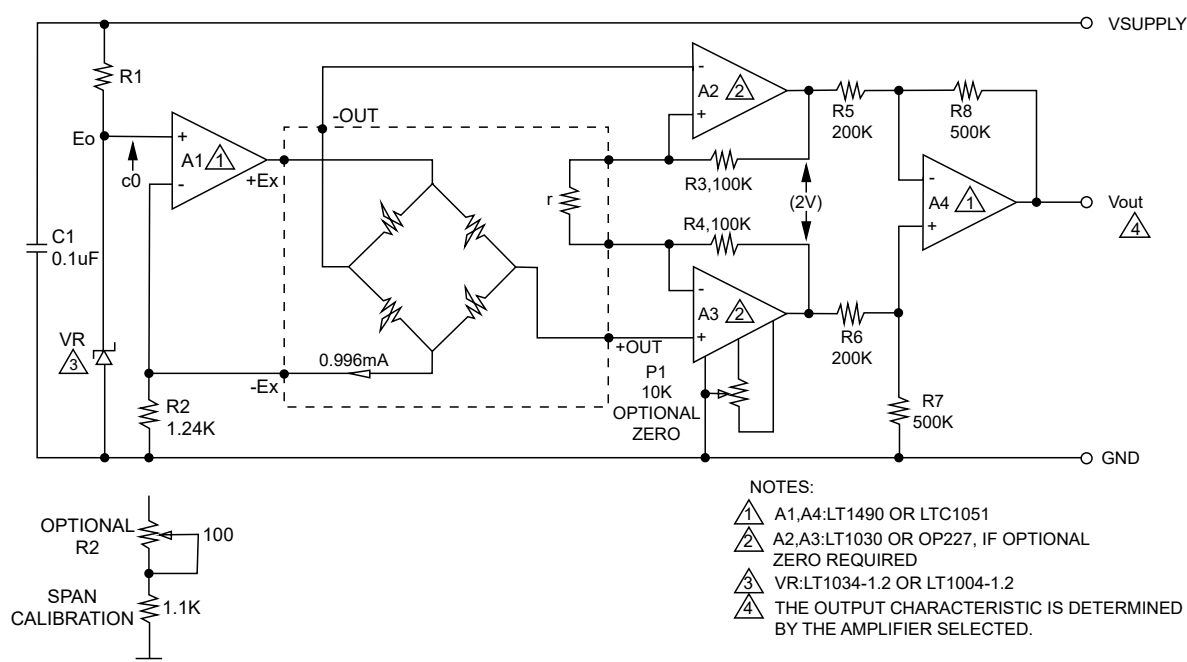 VSUPPLY
R1
Eo
c0
A1
1
+Ex
-OUT
+
-
C1
0.1uF
VR
3
R2
1.24K
0.996mA
-Ex
r
A2
2
-
+
R3,100K
R4,100K
(2V)
A3
2
-
+
+OUT
P1
10K
OPTIONAL
ZERO
R5
200K
R8
500K
A4
1
-
+
Vout
4
R6
200K
R7
500K
GND
OPTIONAL
R2
100
SPAN
CALIBRATION
1.1K
NOTES:
1 A1,A4:LT1490 OR LTC1051
2 A2,A3:LT1030 OR OP227, IF OPTIONAL
ZERO REQUIRED
3 VR:LT1034-1.2 OR LT1004-1.2
4 THE OUTPUT CHARACTERISTIC IS DETERMINED
BY THE AMPLIFIER SELECTED.